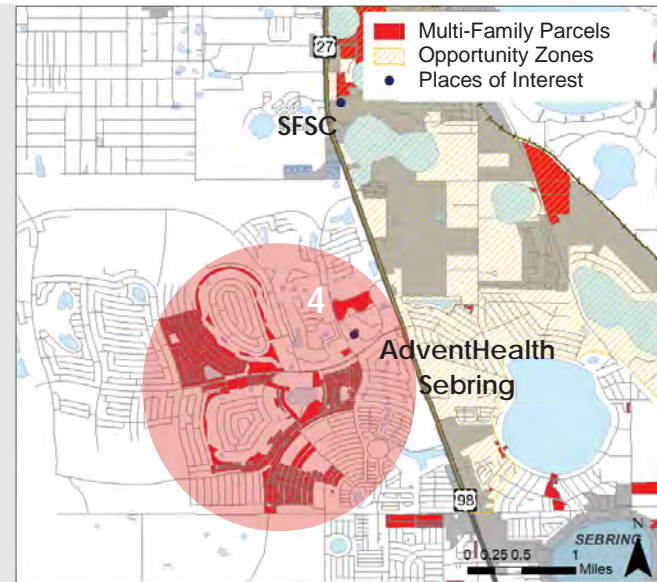 27
Multi-Family Parcels
Opportunity Zones
Places of Interest
SFSC
4
AdventHealth
Sebring
98
N
SEBRING
0 0.25 0.5 1
Miles